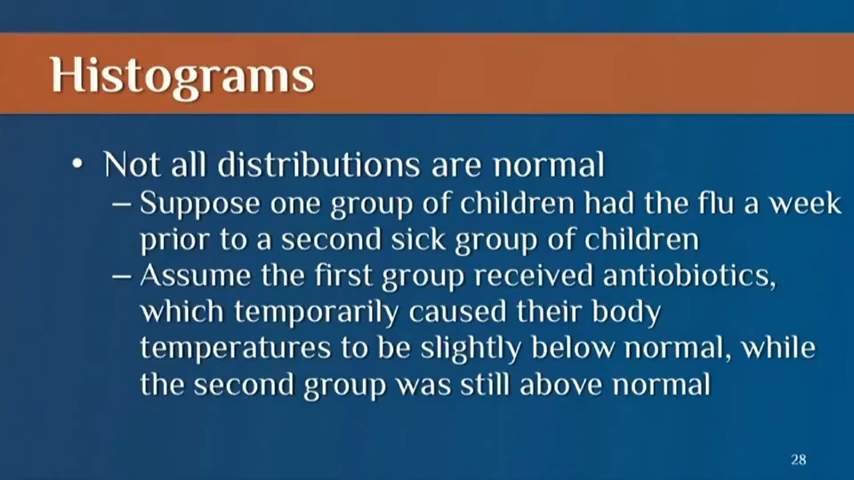 Histograms
• Not all distributions are normal
– Suppose one group of children had the flu a week
prior to a second sick group of children
– Assume the first group received antiobiotics,
which temporarily caused their body
temperatures to be slightly below normal, while
the second group was still above normal
28